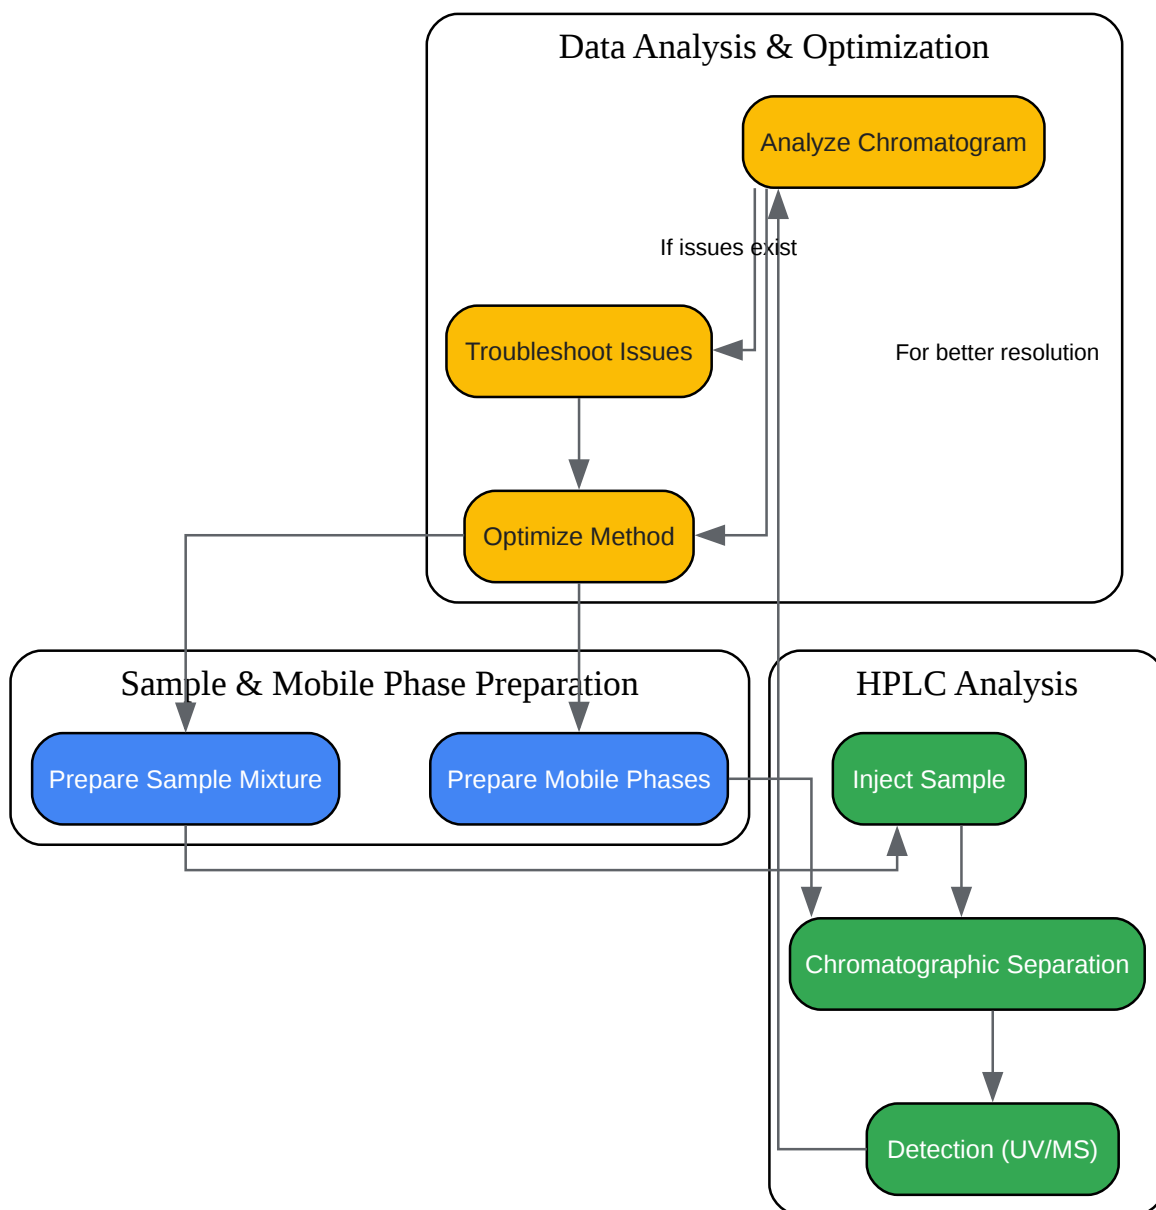 Data Analysis & Optimization
Analyze Chromatogram
If issues exist
Troubleshoot Issues
For better resolution
Optimize Method
Sample & Mobile Phase Preparation
HPLC Analysis
Prepare Sample Mixture
Prepare Mobile Phases
Inject Sample
Chromatographic Separation
Detection (UV/MS)